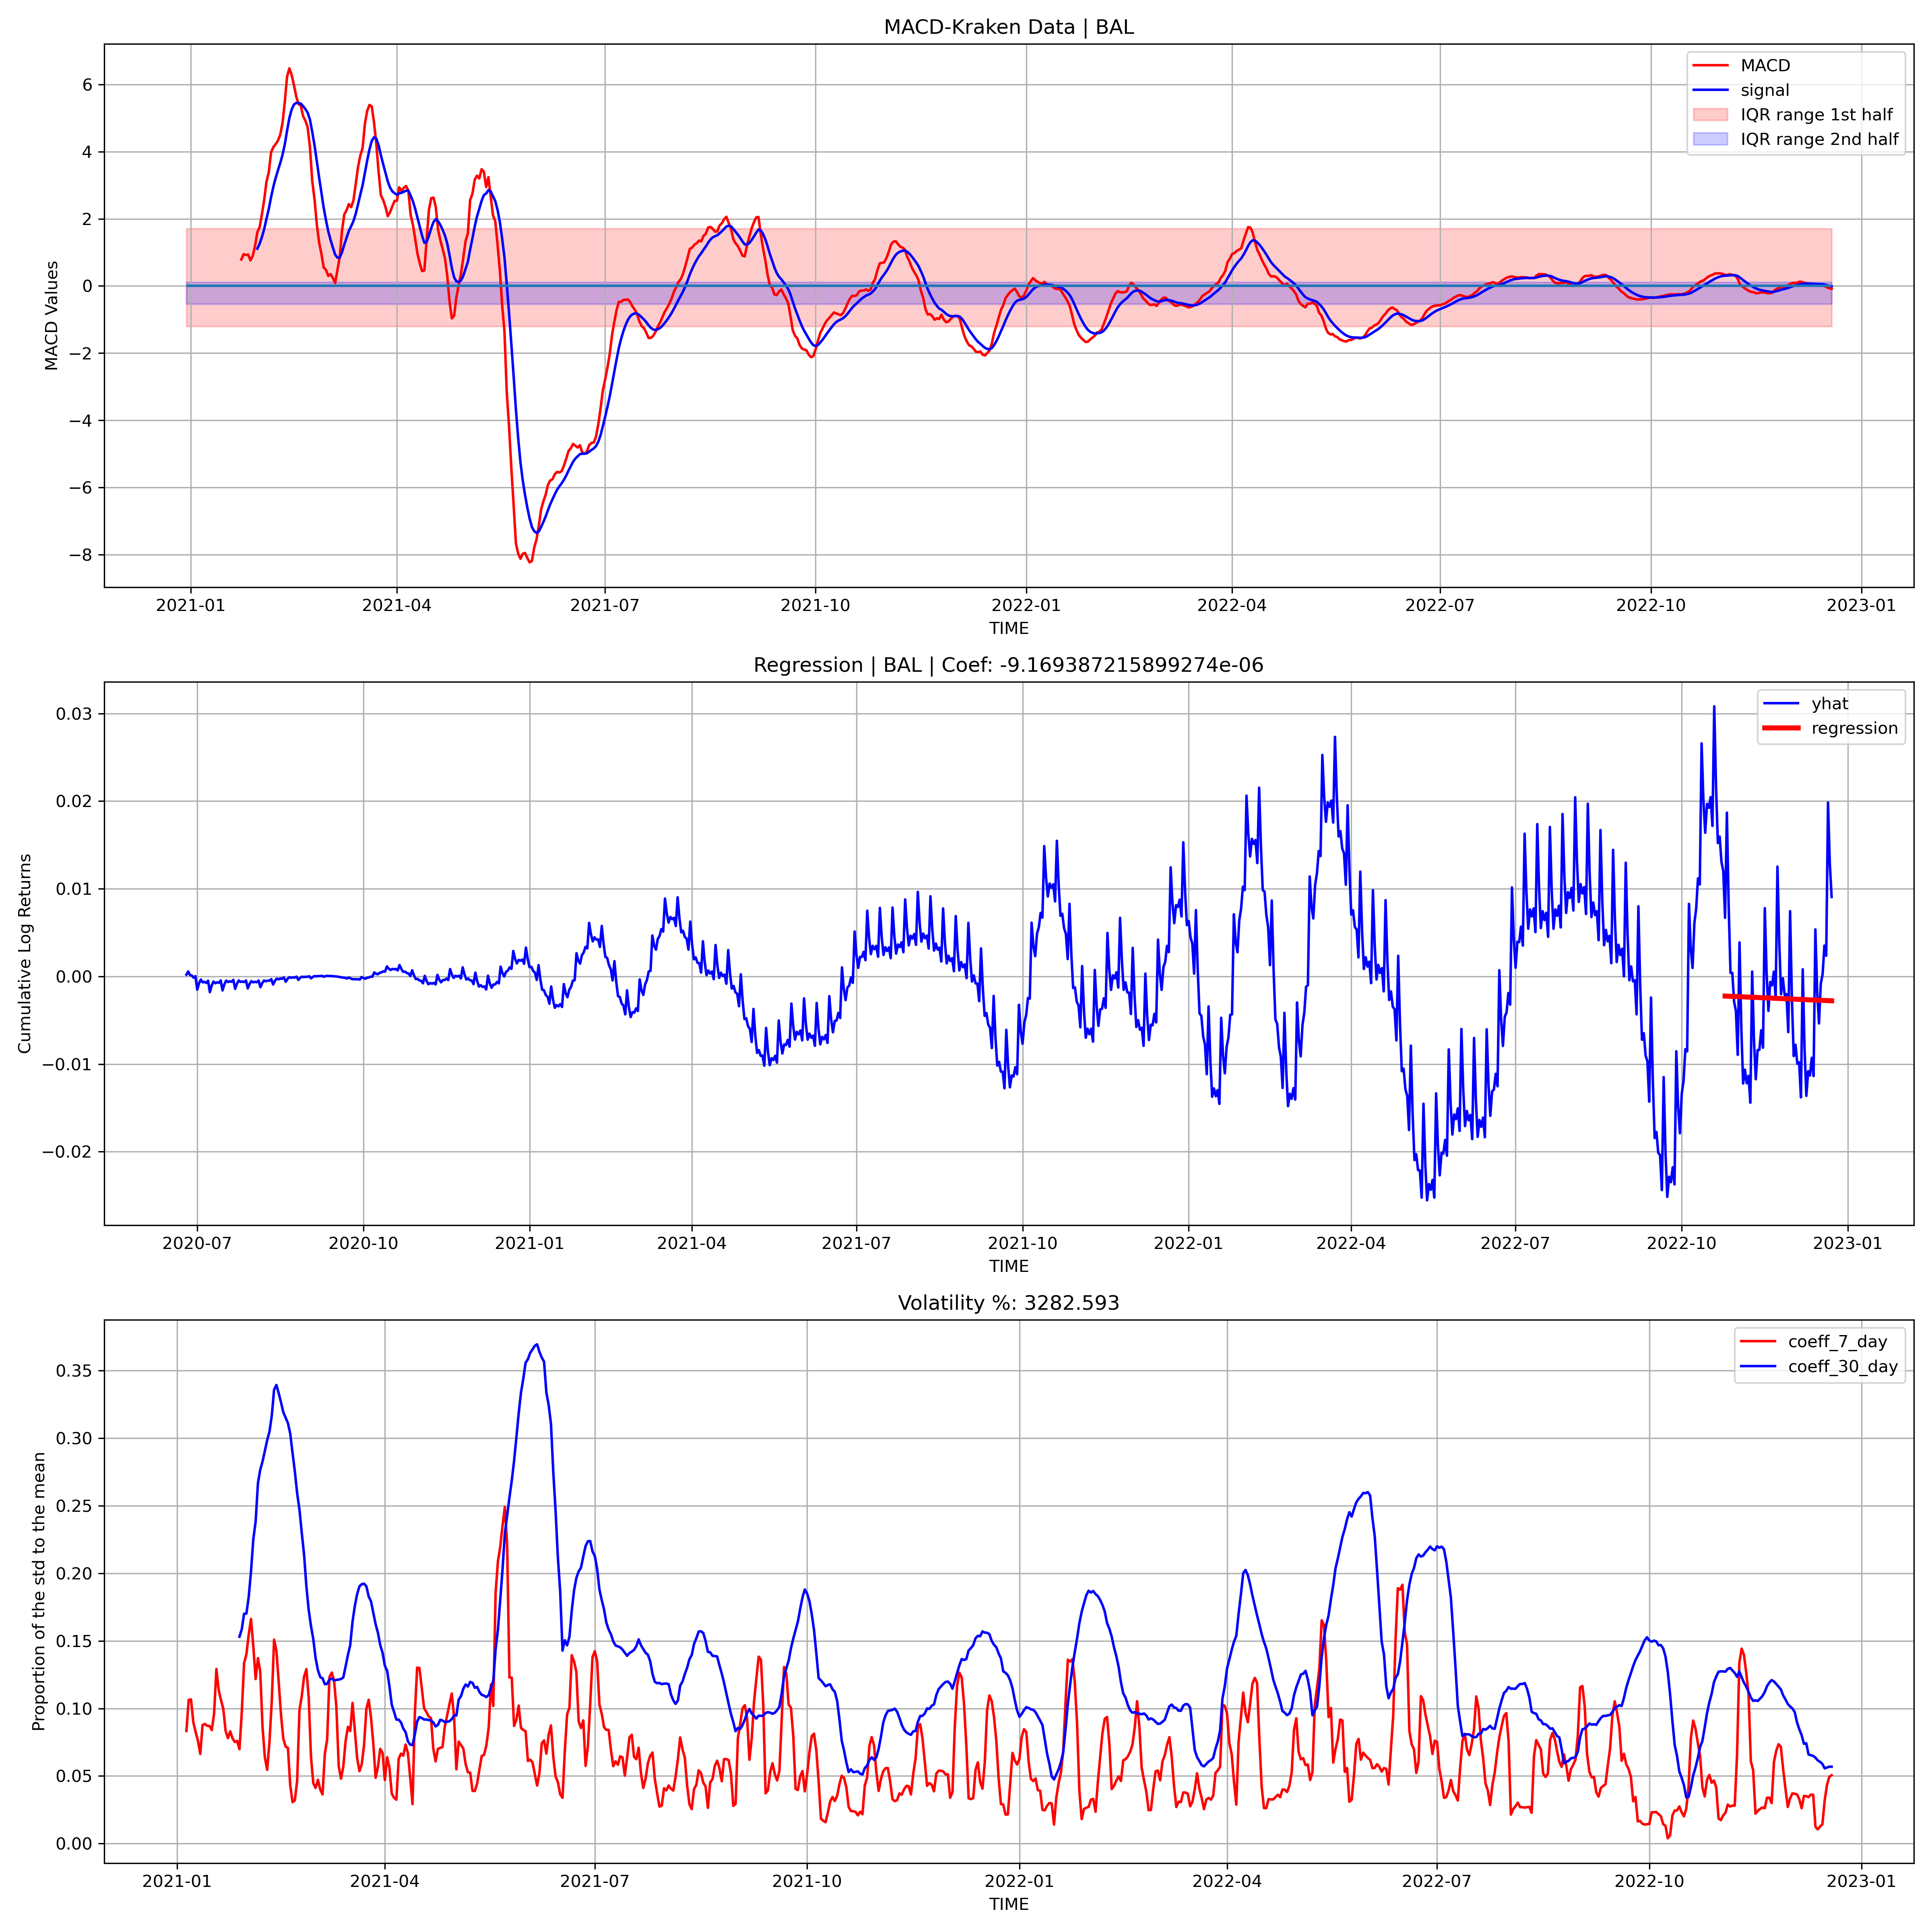 MACD-Kraken Data | BAL
MACD
signal
IQR range 1st half
IQR range 2nd half
6
4
2
0
−2
−4
−6
−8
MACD Values
2021-01 2021-04 2021-07 2021-10 2022-01 2022-04 2022-07 2022-10 2023-01
TIME
Regression | BAL | Coef: -9.169387215899274e-06
yhat
regression
0.03
0.02
0.01
0.00
−0.01
−0.02
Cumulative Log Returns
2020-07 2020-10 2021-01 2021-04 2021-07 2021-10 2022-01 2022-04 2022-07 2022-10 2023-01
TIME
Volatility %: 3282.593
coeff_7_day
coeff_30_day
0.35
0.30
0.25
0.20
0.15
0.10
0.05
0.00
Proportion of the std to the mean
2021-01 2021-04 2021-07 2021-10 2022-01 2022-04 2022-07 2022-10 2023-01
TIME